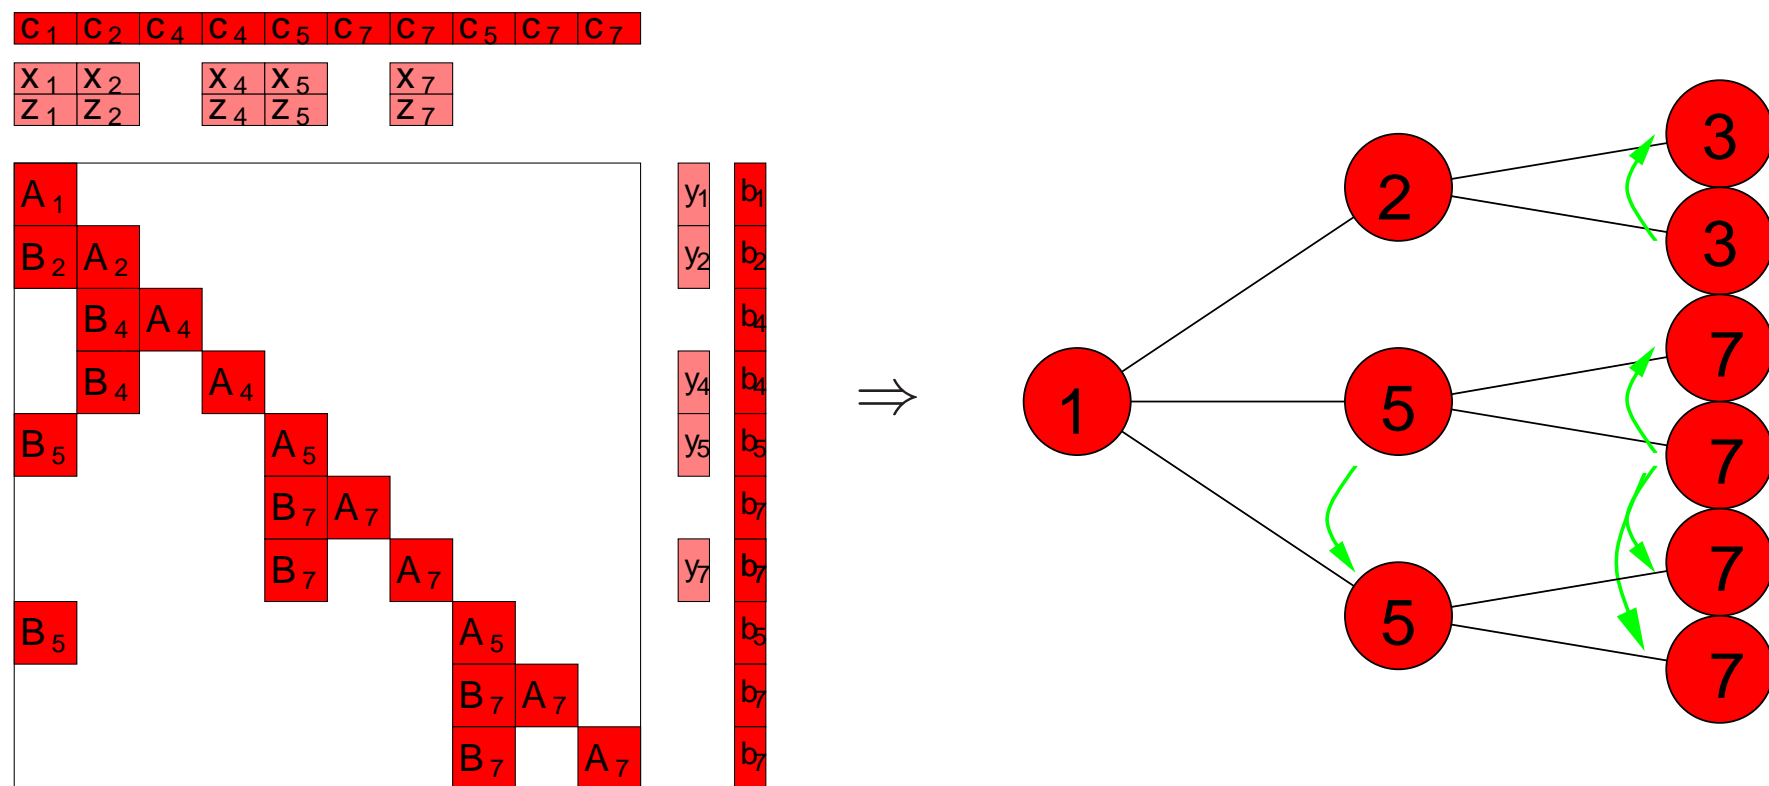 c1 c2 c4 c4 c5 c7 c7 c5 c7 c7
x1 x2 x4 x5 x7
z1 z2 z4 z5 z7
A1 y1 b1
B2 A2 y2 b2
B4 A4 b4
B4 A4 y4 b4
B5 A5 y5 b5
B7 A7 b7
B7 A7 y7 b7
B5 A5 b5
B7 A7 b7
B7 A7 b7
⇒
1
2
5
5
3
3
7
7
7
7